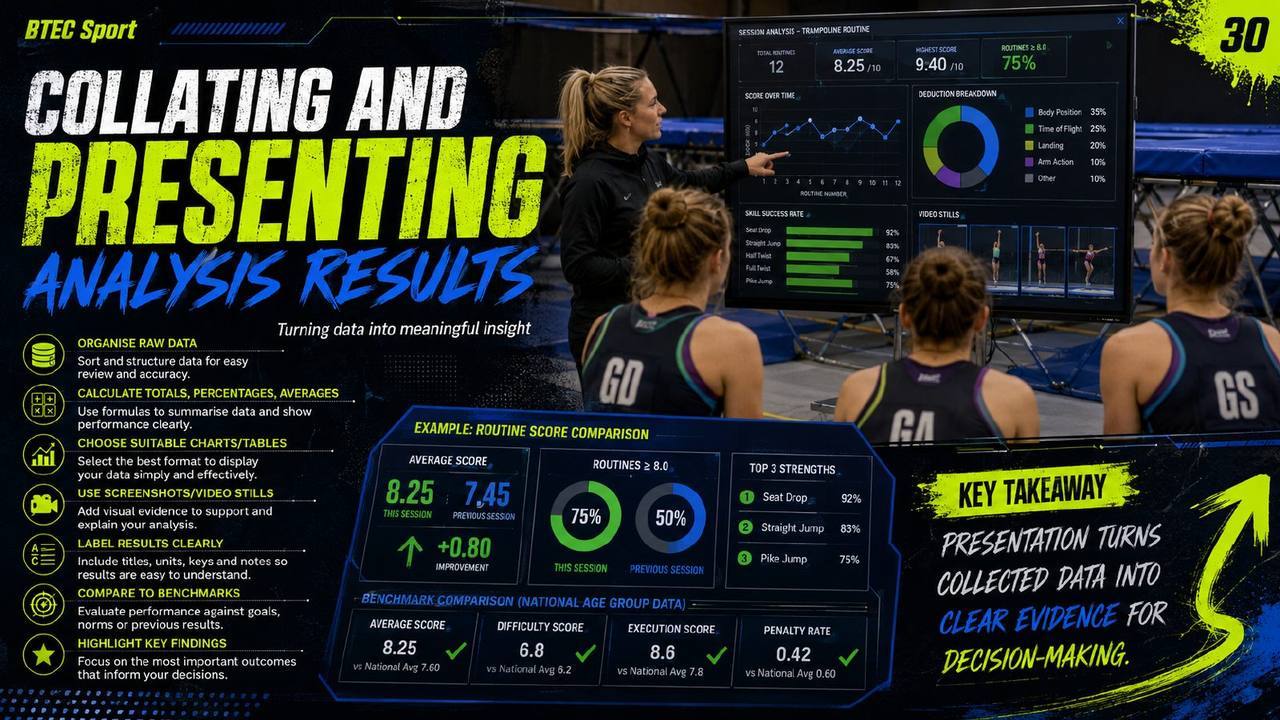 BTEC Sport
30
COLLATING AND
PRESENTING
ANALYSIS RESULTS
Turning data into meaningful insight
ORGANISE RAW DATA
Sort and structure data for easy
review and accuracy.
CALCULATE TOTALS, PERCENTAGES, AVERAGES
Use formulas to summarise data and show
performance clearly.
CHOOSE SUITABLE CHARTS/TABLES
Select the best format to display
your data simply and effectively.
USE SCREENSHOTS/VIDEO STILLS
Add visual evidence to support and
explain your analysis.
LABEL RESULTS CLEARLY
Include titles, units, keys and notes so
results are easy to understand.
COMPARE TO BENCHMARKS
Evaluate performance against goals,
norms or previous results.
HIGHLIGHT KEY FINDINGS
Focus on the most important outcomes
that inform your decisions.
SESSION ANALYSIS – TRAMPOLINE ROUTINE
TOTAL ROUTINES
12
AVERAGE SCORE
8.25 /10
HIGHEST SCORE
9.40 /10
ROUTINES ≥ 8.0
75%
SCORE OVER TIME
1 2 3 4 5 6 7 8 9 10 11 12
ROUTINE NUMBER
DEDUCTION BREAKDOWN
Body Position 35%
Time of Flight 25%
Landing 20%
Arm Action 10%
Other 10%
SKILL SUCCESS RATE
Seat Drop 92%
Straight Jump 83%
Half Twist 67%
Full Twist 58%
Pike Jump 75%
VIDEO STILLS
GD
GA
GS
EXAMPLE: ROUTINE SCORE COMPARISON
AVERAGE SCORE
8.25 7.45
THIS SESSION PREVIOUS SESSION
+0.80
IMPROVEMENT
ROUTINES ≥ 8.0
75% 50%
THIS SESSION PREVIOUS SESSION
TOP 3 STRENGTHS
1 Seat Drop 92%
2 Straight Jump 83%
3 Pike Jump 75%
BENCHMARK COMPARISON (NATIONAL AGE GROUP DATA)
AVERAGE SCORE
8.25
vs National Avg 7.60
DIFFICULTY SCORE
6.8
vs National Avg 6.2
EXECUTION SCORE
8.6
vs National Avg 7.8
PENALTY RATE
0.42
vs National Avg 0.60
KEY TAKEAWAY
PRESENTATION TURNS
COLLECTED DATA INTO
CLEAR EVIDENCE FOR
DECISION-MAKING.